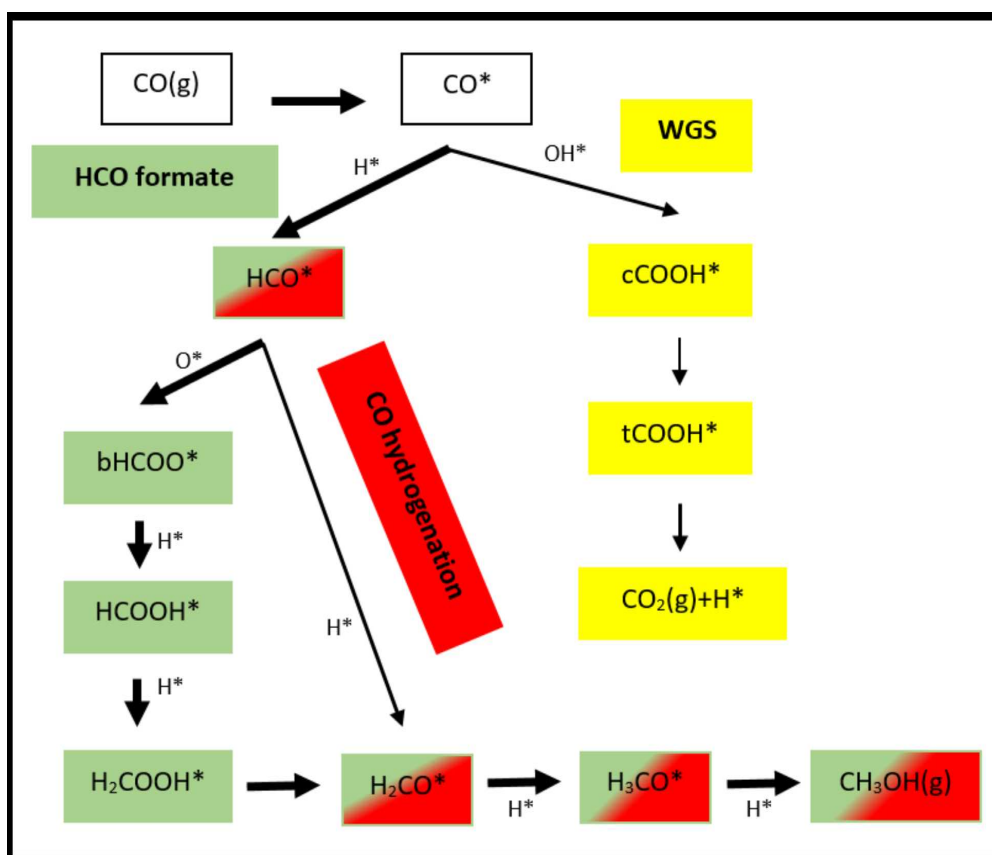 CO(g)
CO*
WGS
HCO formate
H*
OH*
HCO*
cCOOH*
O*
CO hydrogenation
bHCOO*
tCOOH*
H*
HCOOH*
H*
CO₂(g)+H*
H*
H₂COOH*
H₂CO*
H*
H₃CO*
H*
CH₃OH(g)